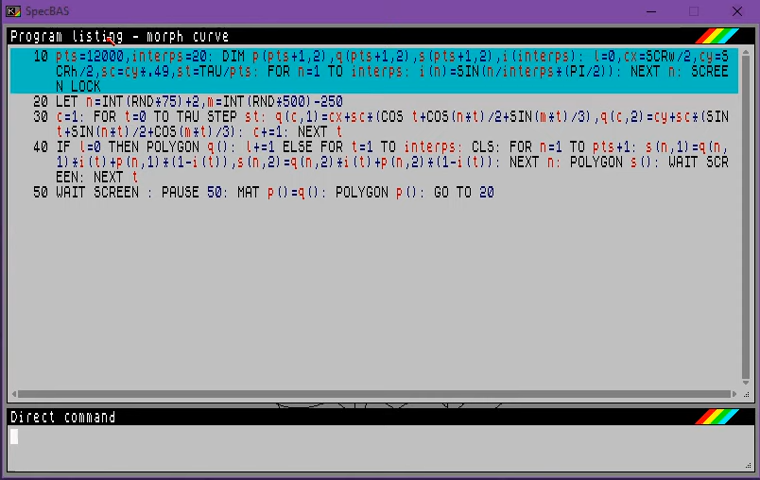 SpecBAS
Program listing - morph curve
10 pts=12000,interps=20: DIM p(pts+1,2),q(pts+1,2),s(pts+1,2),i(interps): l=0,cx=SCRw/2,cy=S
CRh/2,sc=cy*.49,st=TAU/pts: FOR n=1 TO interps: i(n)=SIN(n/interps*(PI/2)): NEXT n: SCREE
N LOCK
20 LET n=INT(RND*75)+2,m=INT(RND*500)-250
30 c=1: FOR t=0 TO TAU STEP st: q(c,1)=cx+sc*(COS t+COS(n*t)/2+SIN(m*t)/3),q(c,2)=cy+sc*(SIN
t+SIN(n*t)/2+COS(m*t)/3): c+=1: NEXT t
40 IF l=0 THEN POLYGON q(): l+=1 ELSE FOR t=1 TO interps: CLS: FOR n=1 TO pts+1: s(n,1)=q(n,
1)*i(t)+p(n,1)*(1-i(t)),s(n,2)=q(n,2)*i(t)+p(n,2)*(1-i(t)): NEXT n: POLYGON s(): WAIT SCR
EEN: NEXT t
50 WAIT SCREEN : PAUSE 50: MAT p()=q(): POLYGON p(): GO TO 20
Direct command